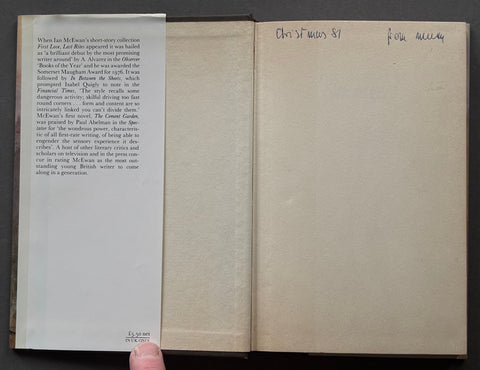 When Ian McEwan's short-story collection
First Love, Last Rites appeared it was hailed
as 'a brilliant debut by the most promising
writer around' by A. Alvarez in the Observer
'Books of the Year' and he was awarded the
Somerset Maugham Award for 1976. It was
followed by In Between the Sheets, which
prompted Isabel Quigly to note in the
Financial Times, 'The style recalls some
dangerous activity; skilful driving too fast
round corners . . . form and content are so
intricately linked you can't divide them.'
McEwan's first novel, The Cement Garden,
was praised by Paul Abelman in the Spec-
tator for 'the wondrous power, characteris-
tic of all first-rate writing, of being able to
engender the sensory experience it des-
cribes'. A host of other literary critics and
scholars on television and in the press con-
cur in rating McEwan as the most out-
standing young British writer to come
along in a generation.
£5.50 net
IN UK ONLY
Christmas 81
from